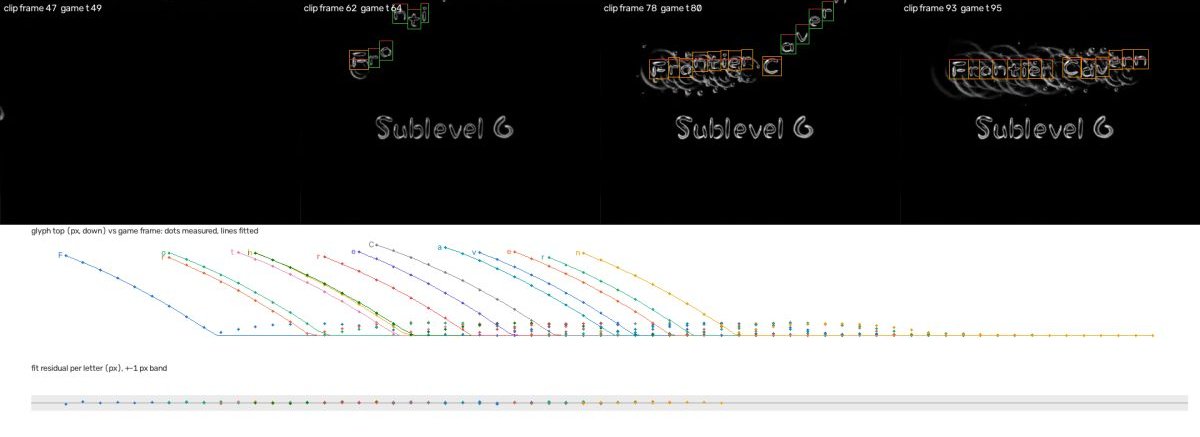 clip frame 47 game t 49
clip frame 62 game t 64
clip frame 78 game t 80
clip frame 93 game t 95
F r o n t i
Sublevel 6
Frontier C a v e r
Sublevel 6
Frontier Cavern
Sublevel 6
glyph top (px, down) vs game frame: dots measured, lines fitted
F o t h r e C a v e r n
fit residual per letter (px), +-1 px band